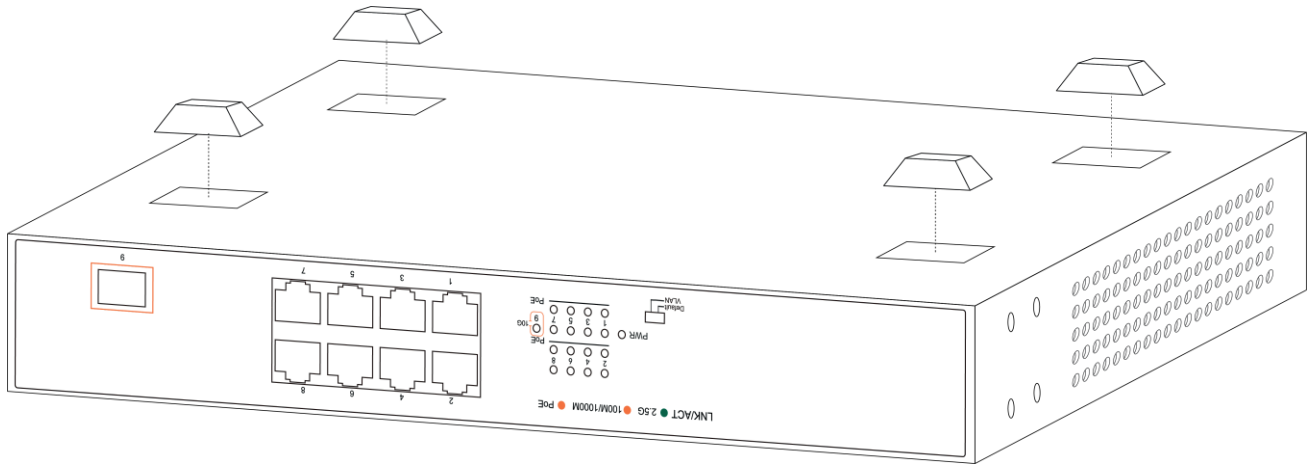 LNK/ACT 2.5G 100M/1000M PoE
2 4 6 8
PoE
PWR
1 3 5 7
9 10G
PoE
Default
VLAN
2 4 6 8
1 3 5 7
9